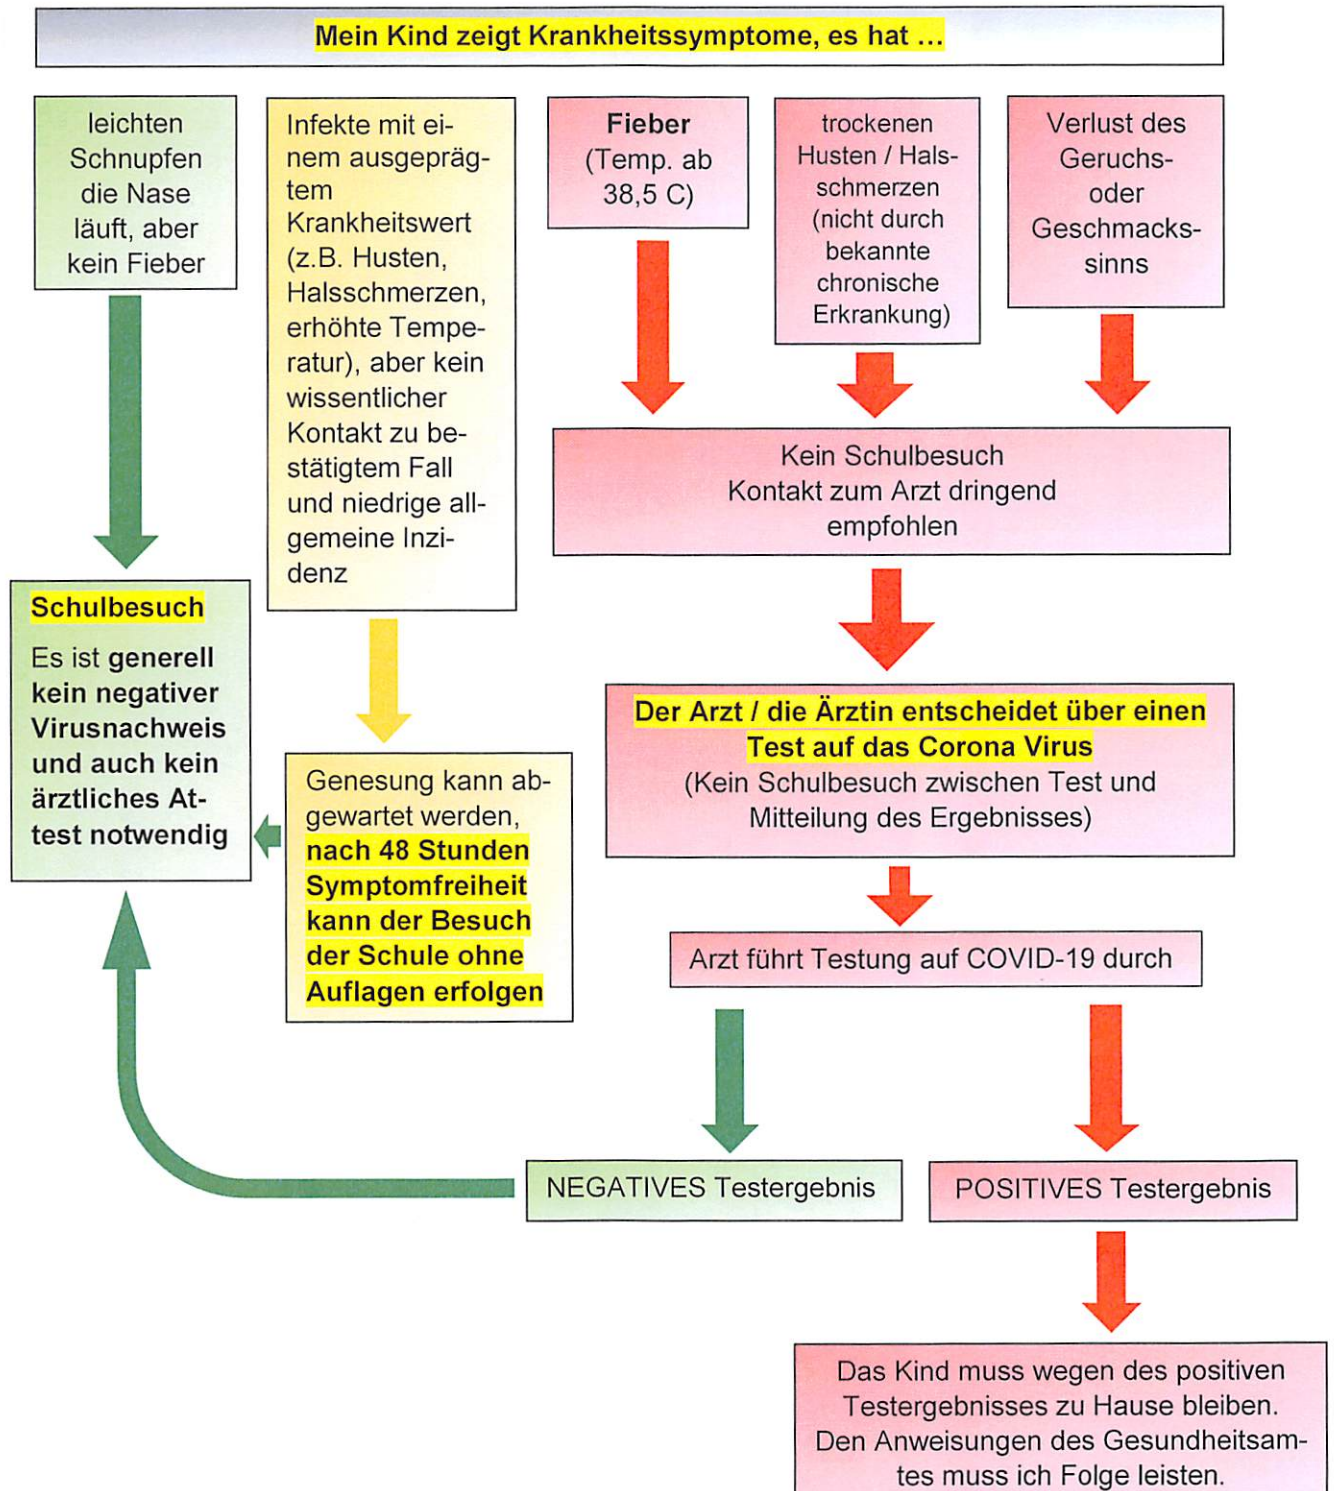 Mein Kind zeigt Krankheitssymptome, es hat ...
leichten
Schnupfen
die Nase
läuft, aber
kein Fieber
Infekte mit ei-
nem ausgepräg-
tem
Krankheitswert
(z.B. Husten,
Halsschmerzen,
erhöhte Tempe-
ratur), aber kein
wissentlicher
Kontakt zu be-
stätigtem Fall
und niedrige all-
gemeine Inzi-
denz
Fieber
(Temp. ab
38,5 C)
trockenen
Husten / Hals-
schmerzen
(nicht durch
bekannte
chronische
Erkrankung)
Verlust des
Geruchs-
oder
Geschmacks-
sinns
Kein Schulbesuch
Kontakt zum Arzt dringend
empfohlen
Schulbesuch
Es ist generell
kein negativer
Virusnachweis
und auch kein
ärztliches At-
test notwendig
Genesung kann ab-
gewartet werden,
nach 48 Stunden
Symptomfreiheit
kann der Besuch
der Schule ohne
Auflagen erfolgen
Der Arzt / die Ärztin entscheidet über einen
Test auf das Corona Virus
(Kein Schulbesuch zwischen Test und
Mitteilung des Ergebnisses)
Arzt führt Testung auf COVID-19 durch
NEGATIVES Testergebnis
POSITIVES Testergebnis
Das Kind muss wegen des positiven
Testergebnisses zu Hause bleiben.
Den Anweisungen des Gesundheitsam-
tes muss ich Folge leisten.